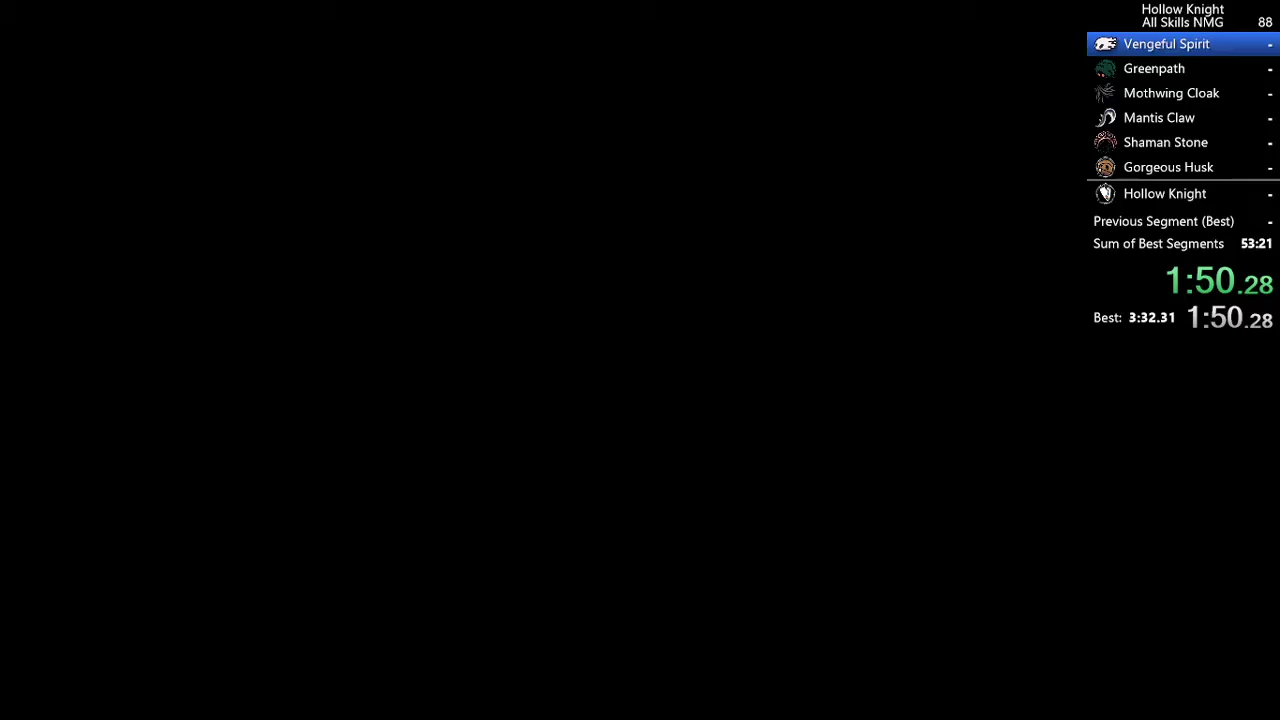 Hollow Knight
All Skills NMG 88
Vengeful Spirit -
Greenpath -
Mothwing Cloak -
Mantis Claw -
Shaman Stone -
Gorgeous Husk -
Hollow Knight -
Previous Segment (Best) -
Sum of Best Segments 53:21
1:50.28
Best: 3:32.31 1:50.28